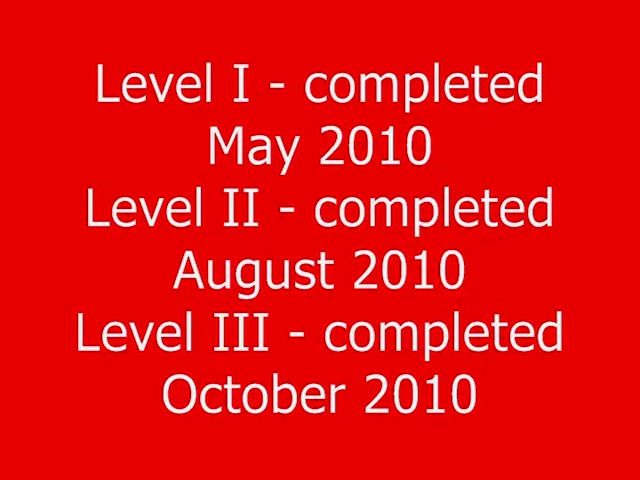 Level I - completed
May 2010
Level II - completed
August 2010
Level III - completed
October 2010